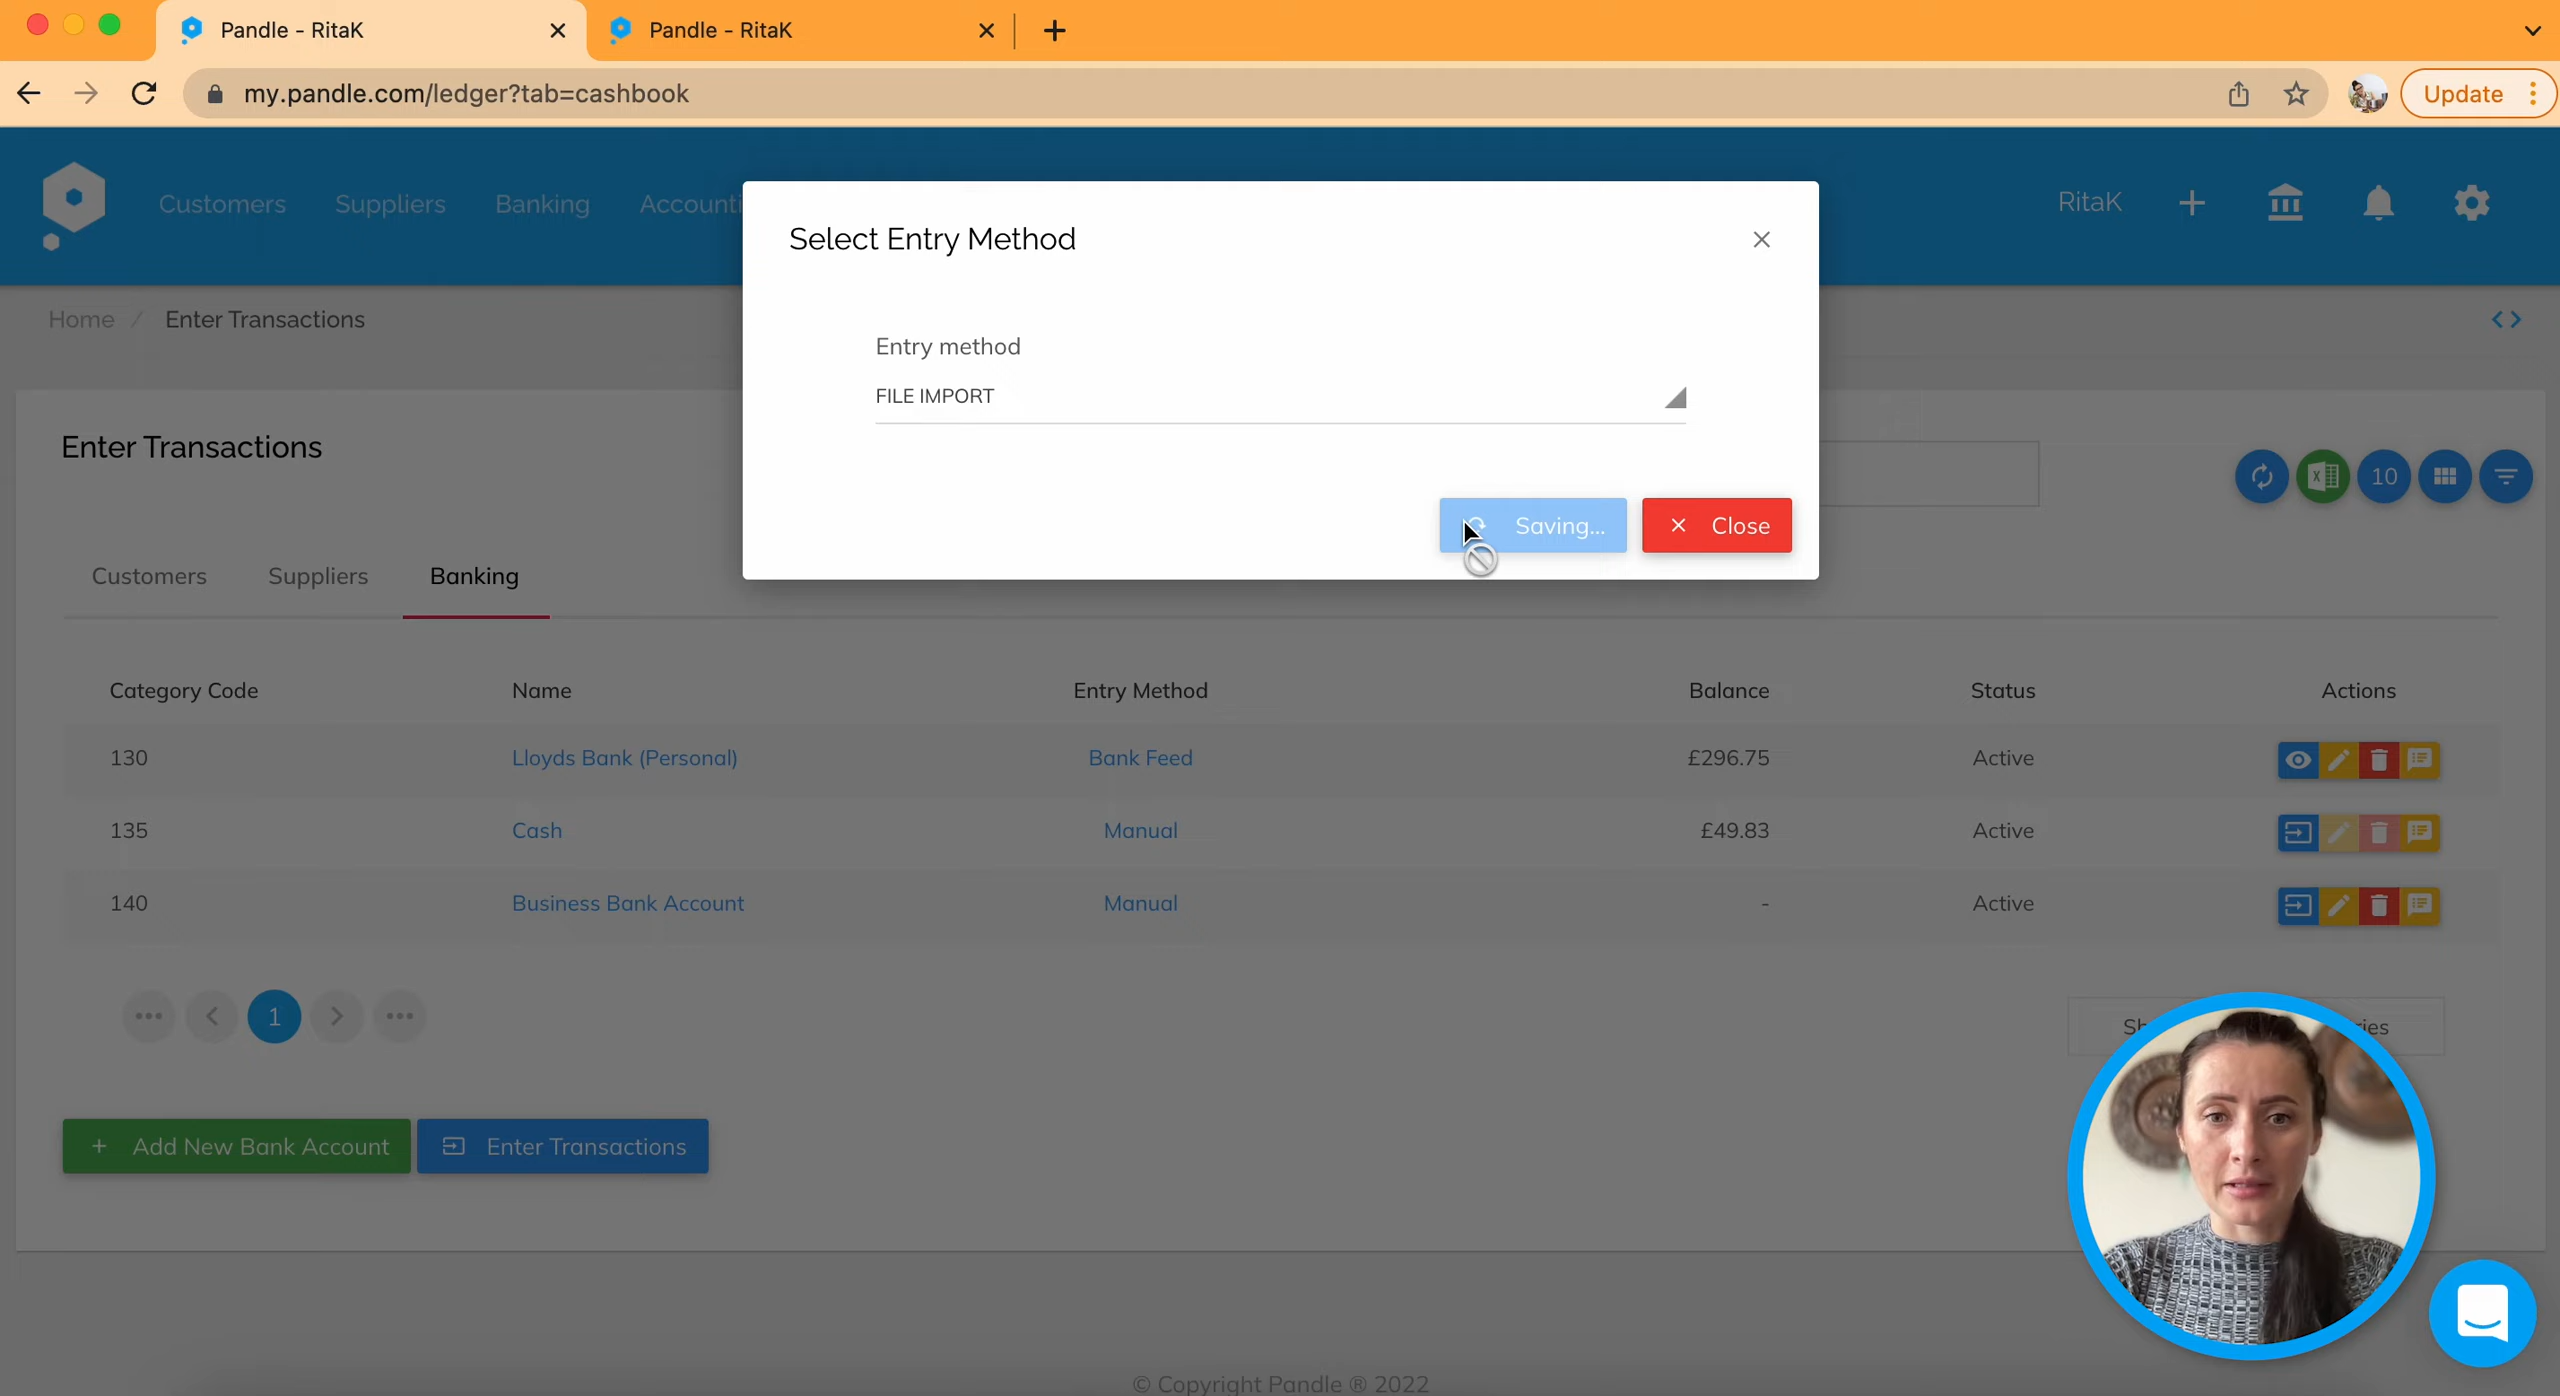 Pandle - RitaK
Pandle - RitaK
my.pandle.com/ledger?tab=cashbook
Update
Customers
Suppliers
Banking
Accounti
RitaK
Select Entry Method
Home / Enter Transactions
Entry method
FILE IMPORT
Enter Transactions
10
Saving...
Close
Customers
Suppliers
Banking
Category Code Name Entry Method Balance Status Actions
130 Lloyds Bank (Personal) Bank Feed £296.75 Active
135 Cash Manual £49.83 Active
140 Business Bank Account Manual - Active
1
+ Add New Bank Account
Enter Transactions
© Copyright Pandle ® 2022